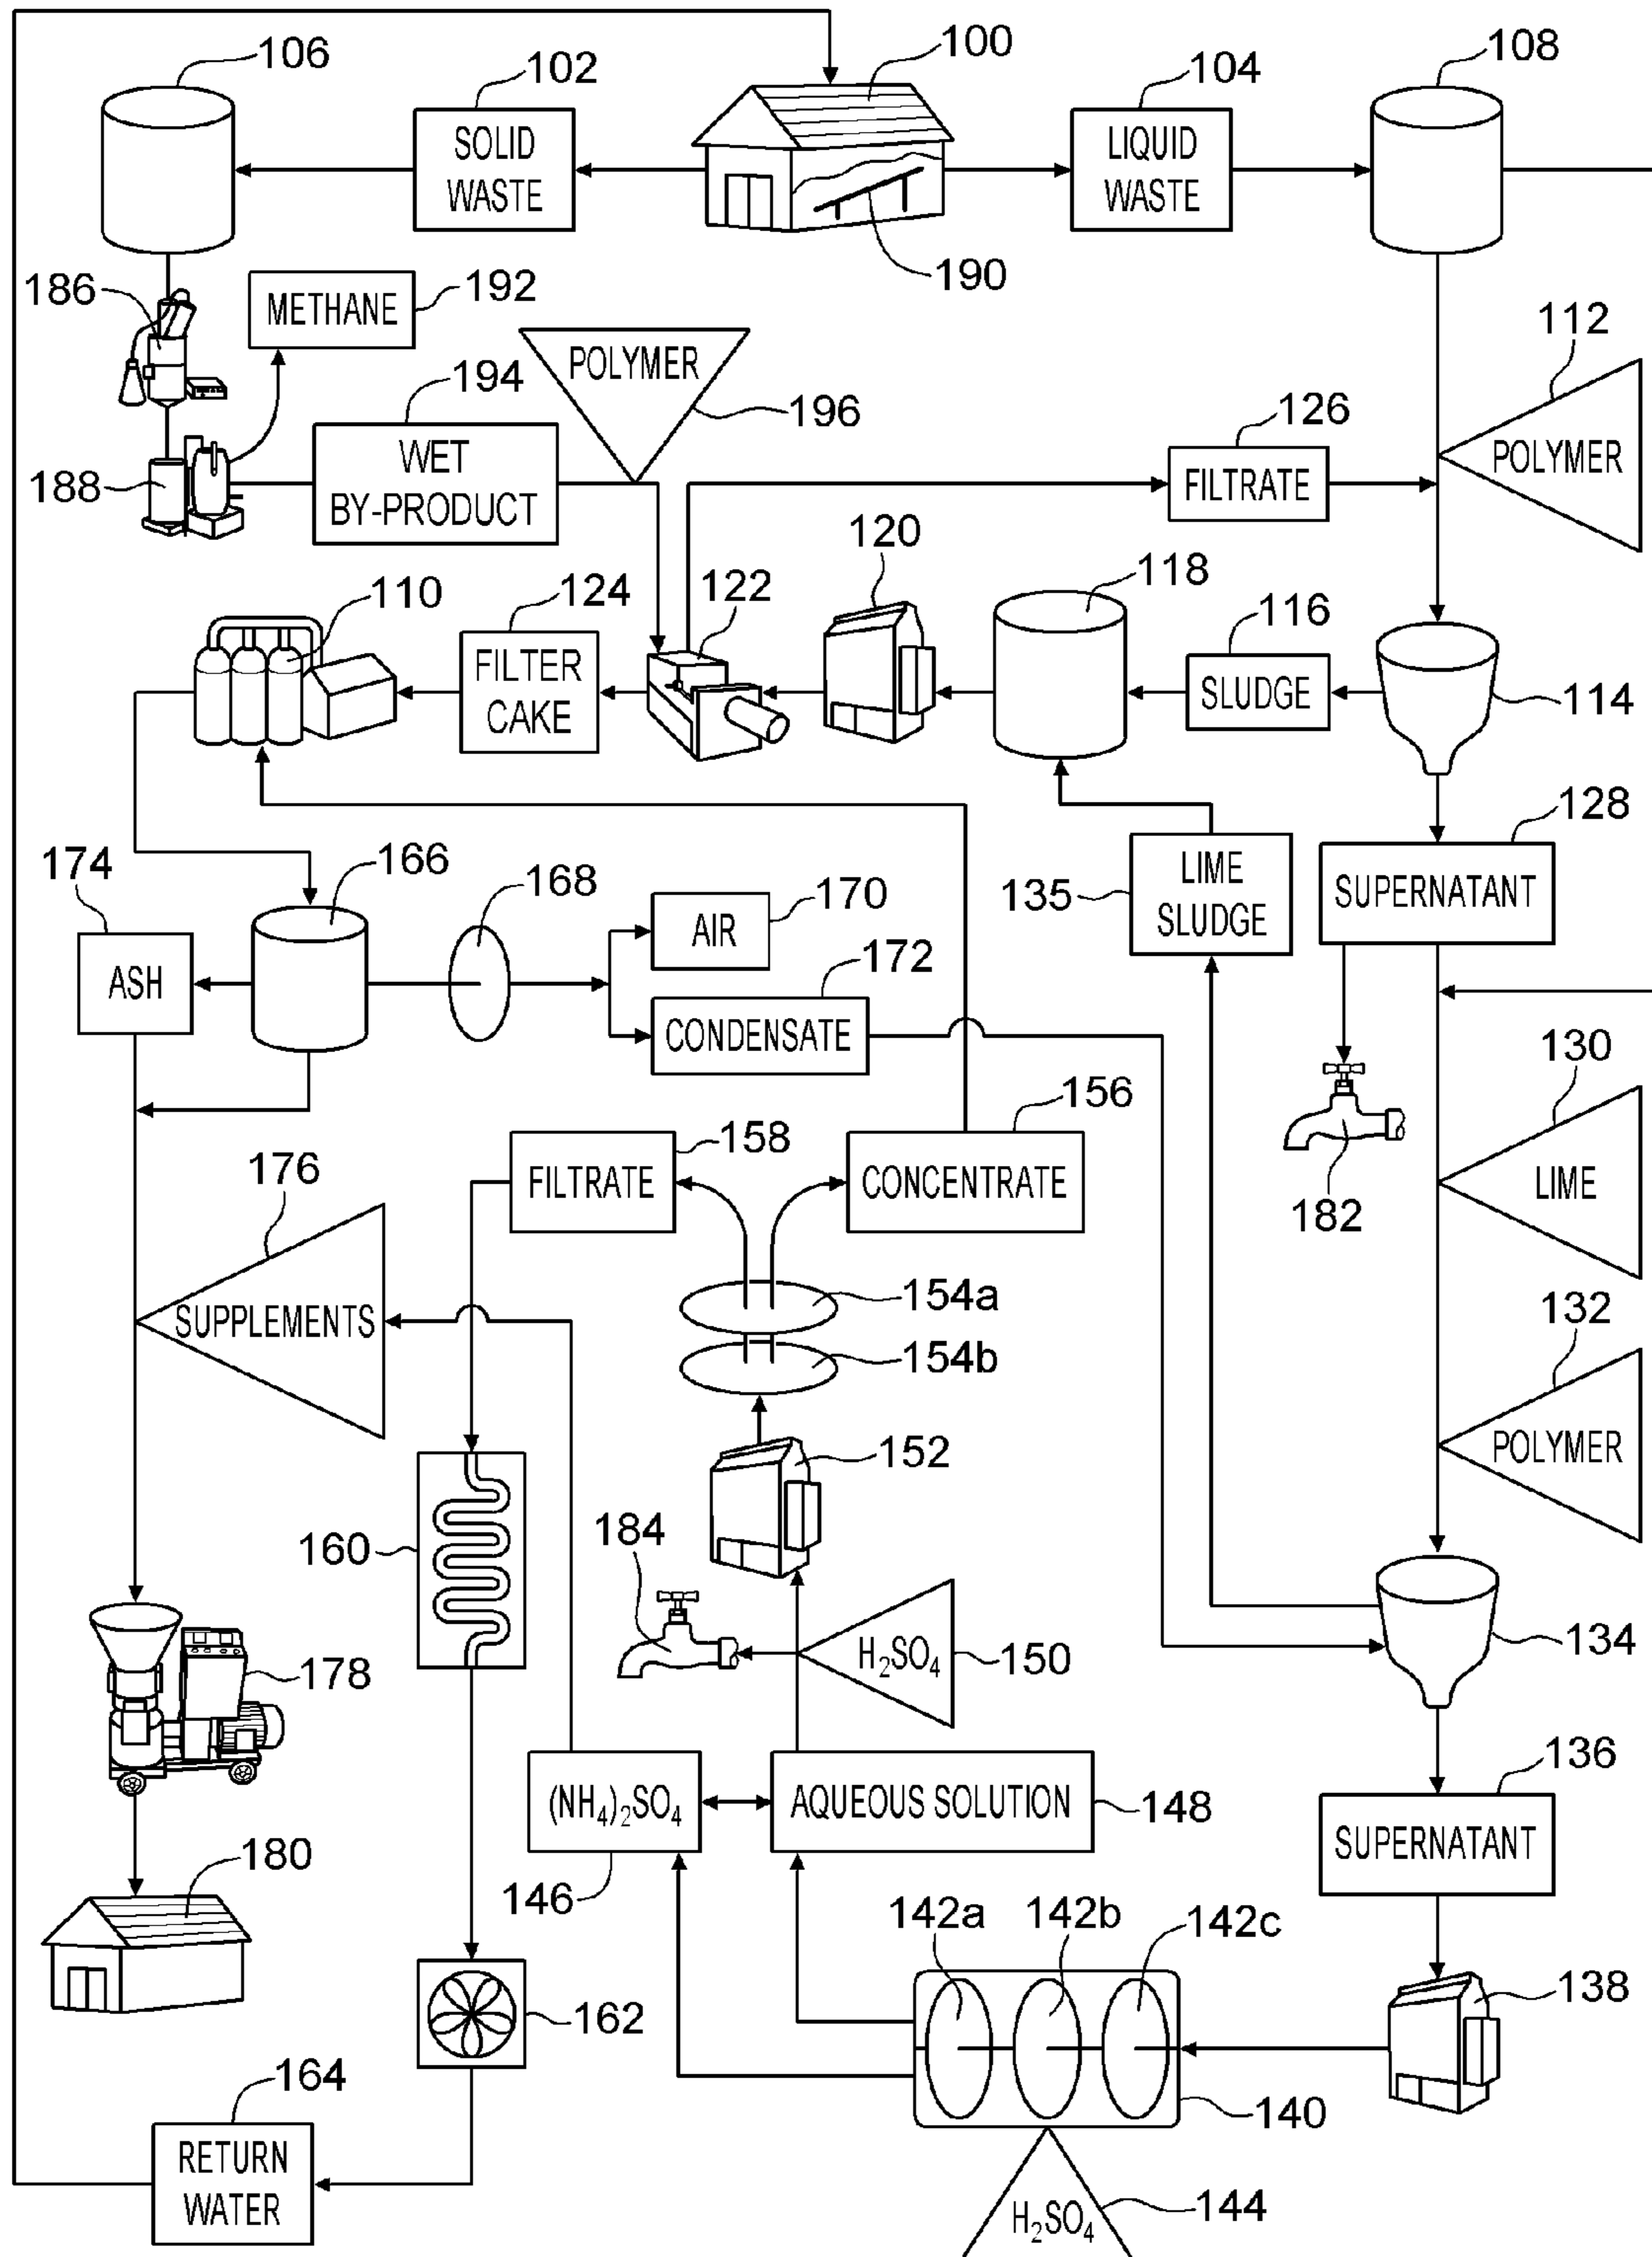 106
102
100
104
108
SOLID
WASTE
LIQUID
WASTE
190
186
METHANE
192
112
194
POLYMER
196
126
POLYMER
WET
BY-PRODUCT
188
FILTRATE
120
118
110
124
122
116
FILTER
CAKE
SLUDGE
114
128
174
166
168
170
135
LIME
SLUDGE
SUPERNATANT
AIR
ASH
172
CONDENSATE
130
158
156
176
FILTRATE
CONCENTRATE
LIME
182
154a
SUPPLEMENTS
132
154b
152
POLYMER
160
184
H₂SO₄
150
134
178
136
(NH₄)₂SO₄
AQUEOUS SOLUTION
148
SUPERNATANT
180
146
142a
142b
142c
162
138
164
140
RETURN
WATER
H₂SO₄
144